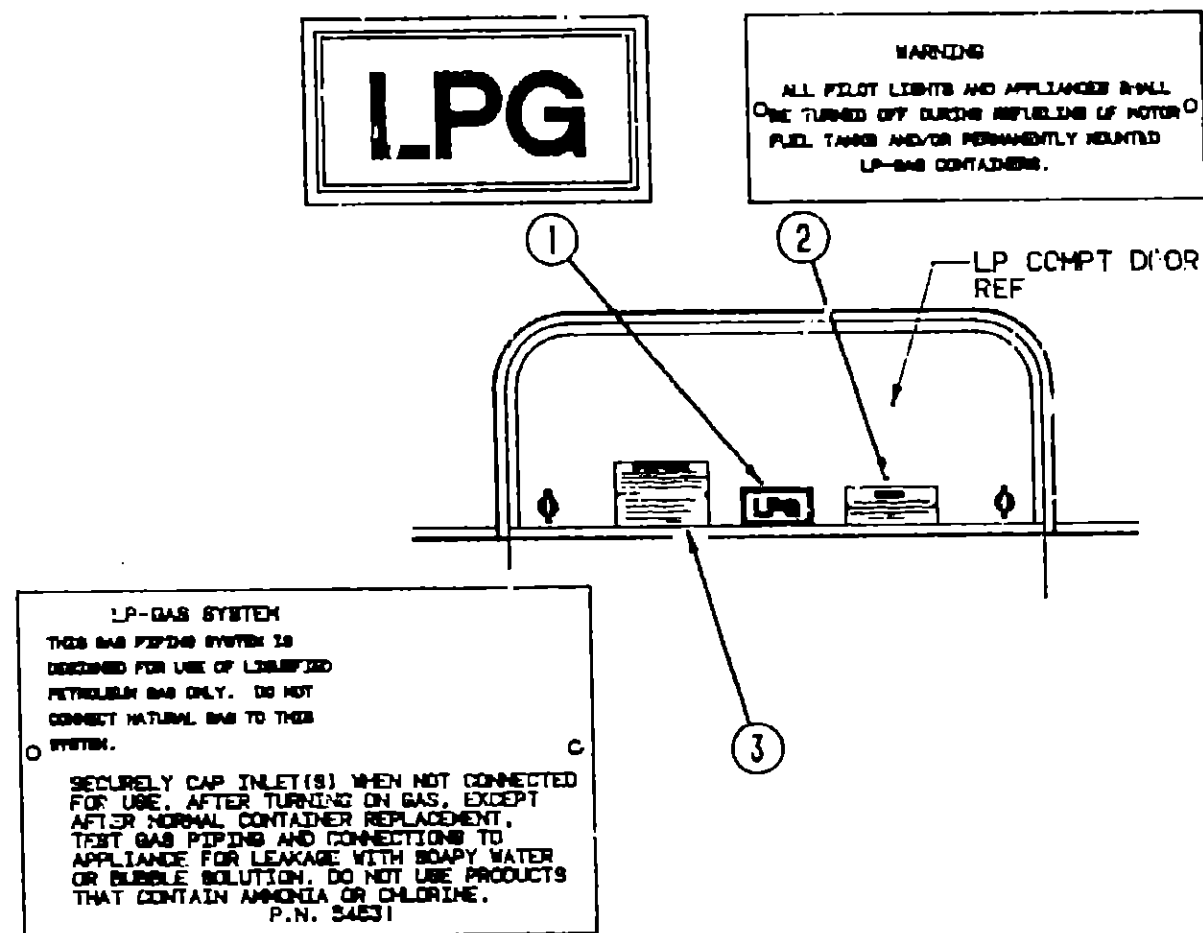 LPG
WARNING
ALL PILOT LIGHTS AND APPLIANCES SHALL
BE TURNED OFF DURING REFUELING OF MOTOR
FUEL TANKS AND/OR PERMANENTLY MOUNTED
LP-GAS CONTAINERS.
1
2
LP COMPT DOOR
REF
LPG
3
LP-GAS SYSTEM
THIS GAS PIPING SYSTEM IS
DESIGNED FOR USE OF LIQUEFIED
PETROLEUM GAS ONLY. DO NOT
CONNECT NATURAL GAS TO THIS
SYSTEM.
SECURELY CAP INLET(S) WHEN NOT CONNECTED
FOR USE. AFTER TURNING ON GAS, EXCEPT
AFTER NORMAL CONTAINER REPLACEMENT,
TEST GAS PIPING AND CONNECTIONS TO
APPLIANCE FOR LEAKAGE WITH SOAPY WATER
OR BUBBLE SOLUTION. DO NOT USE PRODUCTS
THAT CONTAIN AMMONIA OR CHLORINE.
P.N.